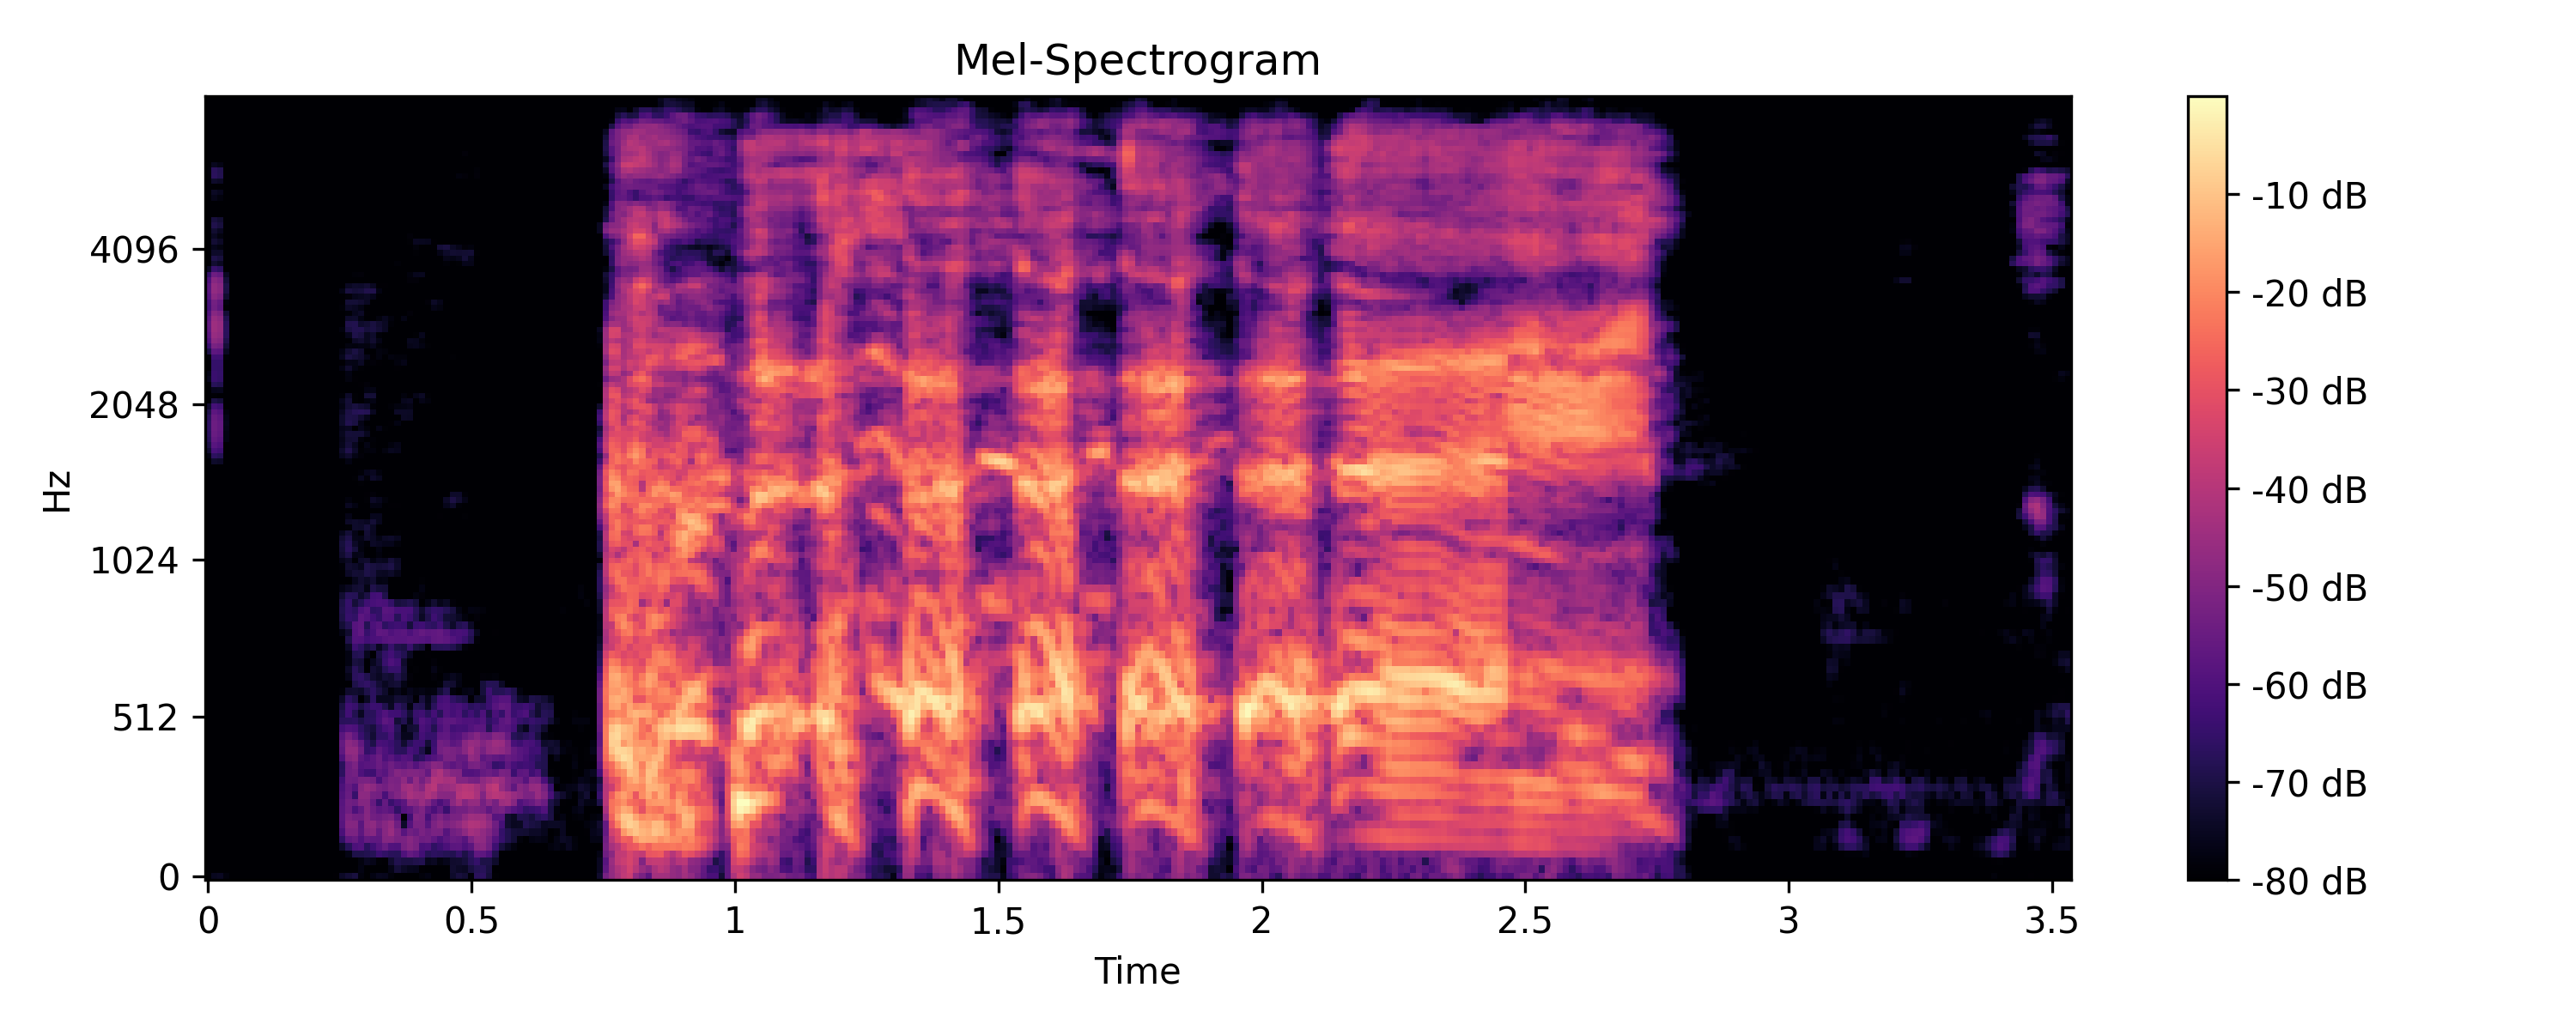 Mel-Spectrogram
Hz
4096
2048
1024
512
0
0 0.5 1 1.5 2 2.5 3 3.5
Time
-10 dB
-20 dB
-30 dB
-40 dB
-50 dB
-60 dB
-70 dB
-80 dB